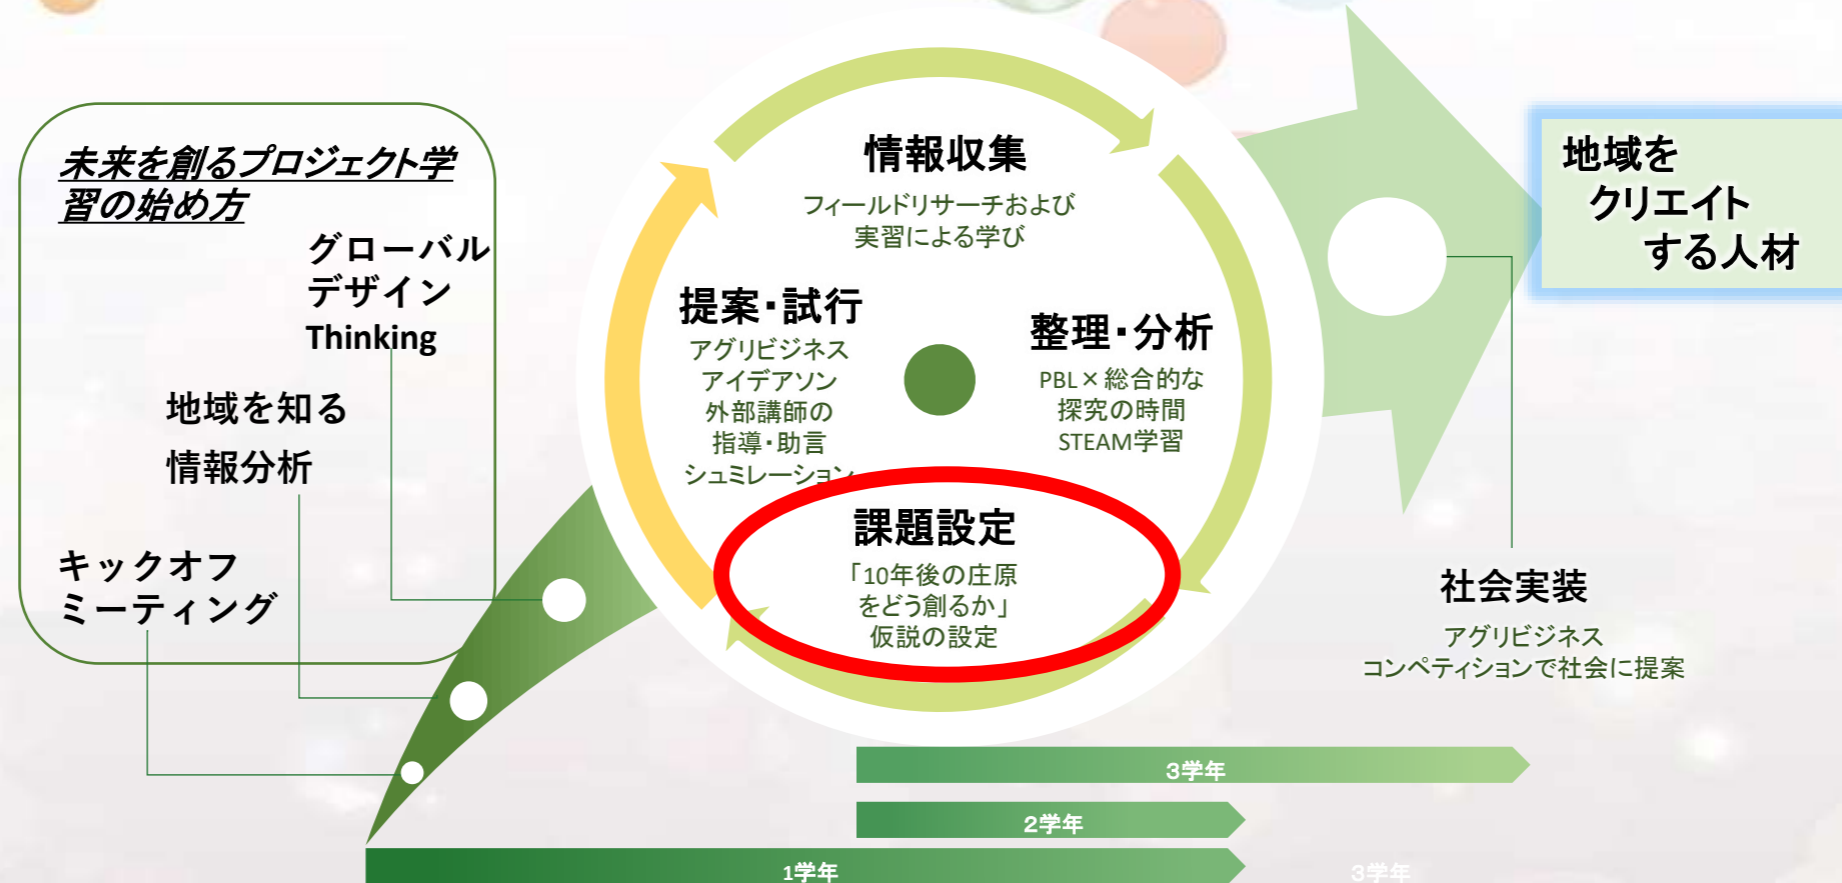 未来を創るプロジェクト学
習の始め方
グローバル
デザイン
Thinking
地域を知る
情報分析
キックオフ
ミーティング
情報収集
フィールドリサーチおよび
実習による学び
提案・試行
アグリビジネス
アイデアソン
外部講師の
指導・助言
シュミレーション
整理・分析
PBL×総合的な
探究の時間
STEAM学習
課題設定
「10年後の庄原
をどう創るか」
仮説の設定
地域を
クリエイト
する人材
社会実装
アグリビジネス
コンペティションで社会に提案
3学年
2学年
1学年
3学年